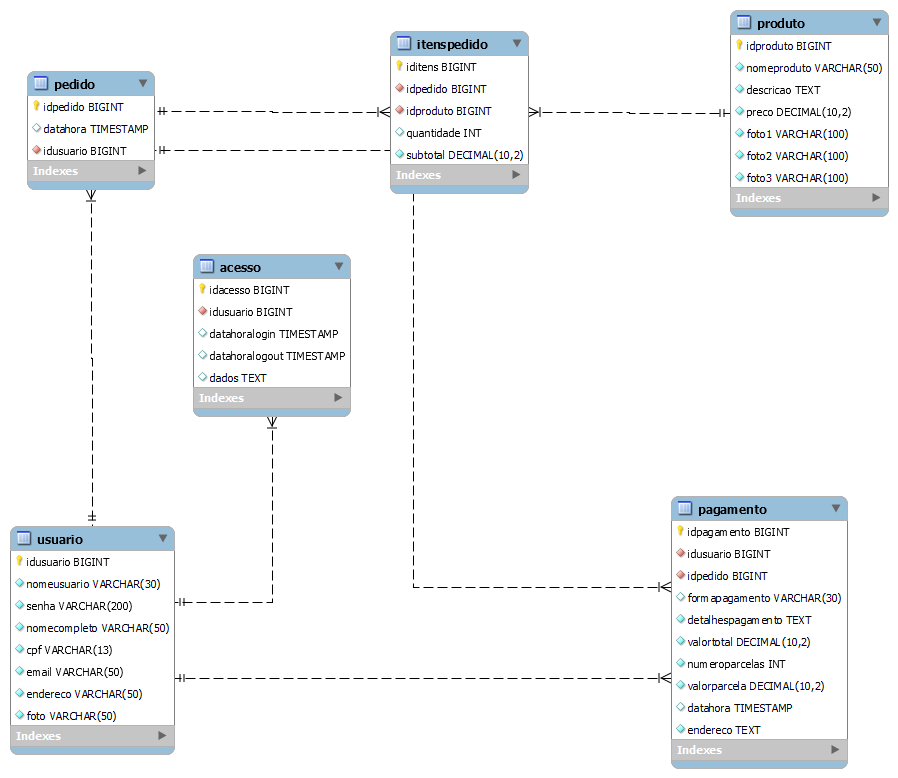 pedido
idpedido BIGINT
datahora TIMESTAMP
idusuario BIGINT
Indexes
itenspedido
iditens BIGINT
idpedido BIGINT
idproduto BIGINT
quantidade INT
subtotal DECIMAL(10,2)
Indexes
produto
idproduto BIGINT
nomeproduto VARCHAR(50)
descricao TEXT
preco DECIMAL(10,2)
foto1 VARCHAR(100)
foto2 VARCHAR(100)
foto3 VARCHAR(100)
Indexes
acesso
idacesso BIGINT
idusuario BIGINT
datahoralogin TIMESTAMP
datahoralogout TIMESTAMP
dados TEXT
Indexes
usuario
idusuario BIGINT
nomeusuario VARCHAR(30)
senha VARCHAR(200)
nomecompleto VARCHAR(50)
cpf VARCHAR(13)
email VARCHAR(50)
endereco VARCHAR(50)
foto VARCHAR(50)
Indexes
pagamento
idpagamento BIGINT
idusuario BIGINT
idpedido BIGINT
formapagamento VARCHAR(30)
detalhespagamento TEXT
valortotal DECIMAL(10,2)
numeroparcelas INT
valorparcela DECIMAL(10,2)
datahora TIMESTAMP
endereco TEXT
Indexes